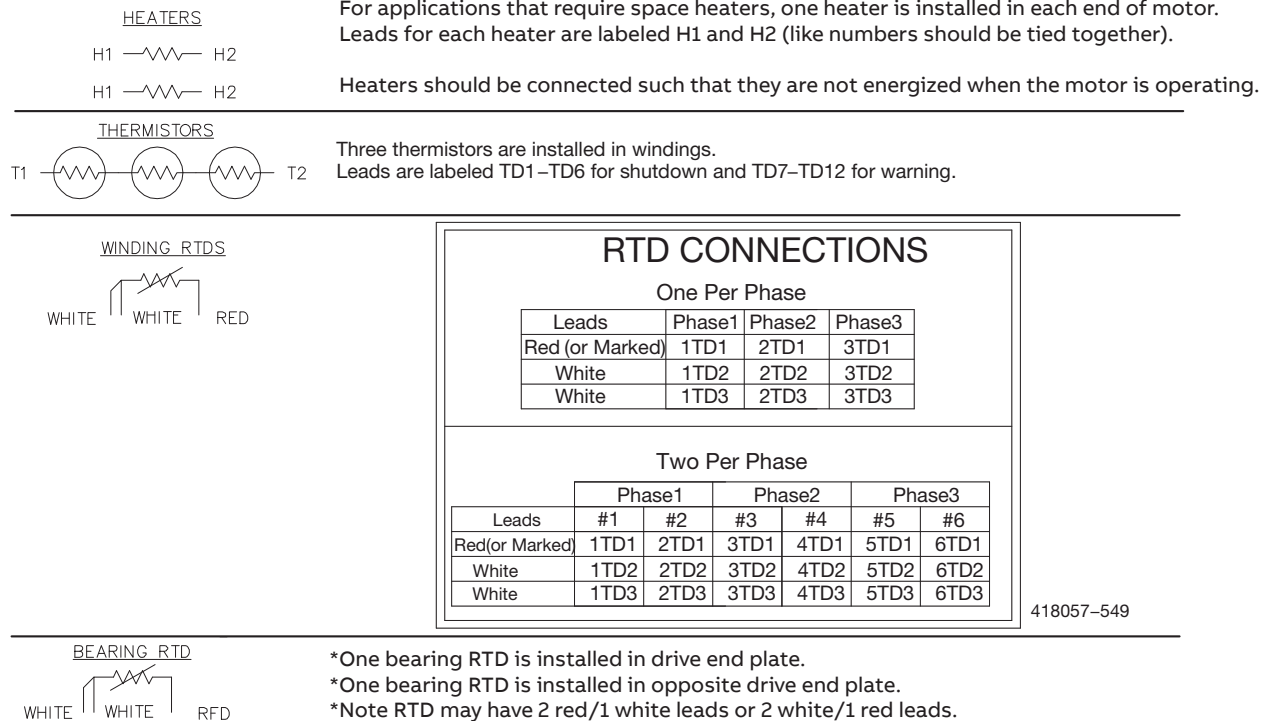 HEATERS
For applications that require space heaters, one heater is installed in each end of motor.
Leads for each heater are labeled H1 and H2 (like numbers should be tied together).
H1 H2
H1 H2
Heaters should be connected such that they are not energized when the motor is operating.
THERMISTORS
T1 T2
Three thermistors are installed in windings.
Leads are labeled TD1–TD6 for shutdown and TD7–TD12 for warning.
WINDING RTDS
WHITE WHITE RED
RTD CONNECTIONS
One Per Phase
Leads Phase1 Phase2 Phase3
Red (or Marked) 1TD1 2TD1 3TD1
White 1TD2 2TD2 3TD2
White 1TD3 2TD3 3TD3
Two Per Phase
Phase1 Phase2 Phase3
Leads #1 #2 #3 #4 #5 #6
Red(or Marked) 1TD1 2TD1 3TD1 4TD1 5TD1 6TD1
White 1TD2 2TD2 3TD2 4TD2 5TD2 6TD2
White 1TD3 2TD3 3TD3 4TD3 5TD3 6TD3
418057–549
BEARING RTD
WHITE WHITE RED
*One bearing RTD is installed in drive end plate.
*One bearing RTD is installed in opposite drive end plate.
*Note RTD may have 2 red/1 white leads or 2 white/1 red leads.